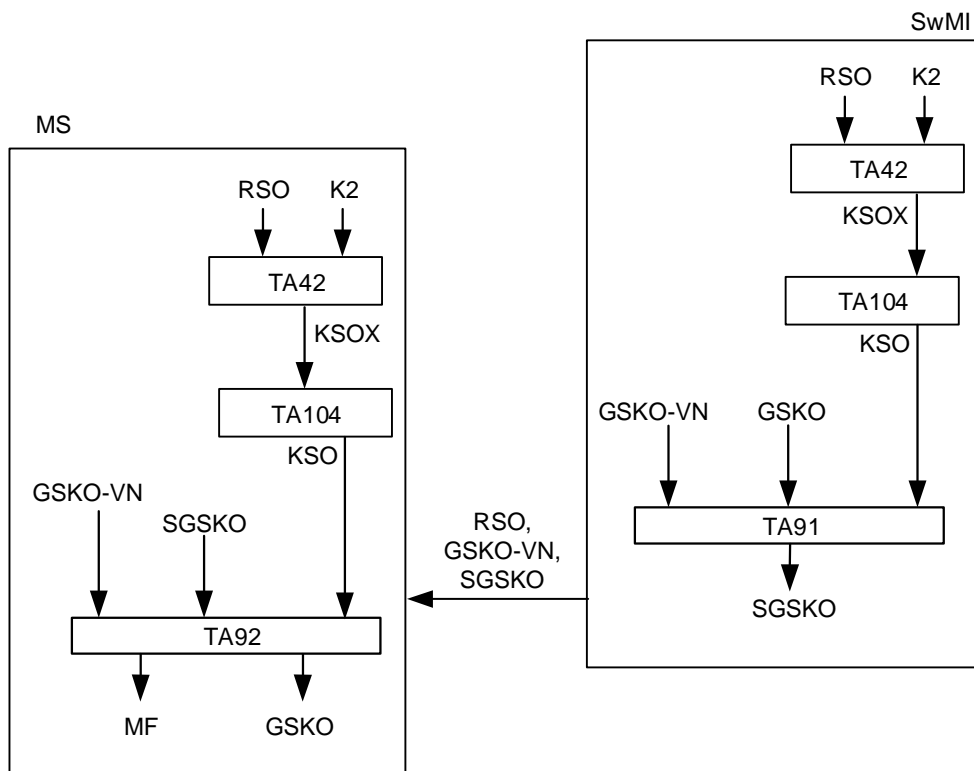 SwMI
RSO K2
TA42
KSOX
TA104
KSO
GSKO-VN GSKO
TA91
SGSKO
MS
RSO K2
TA42
KSOX
TA104
KSO
GSKO-VN
SGSKO
TA92
MF GSKO
RSO,
GSKO-VN,
SGSKO